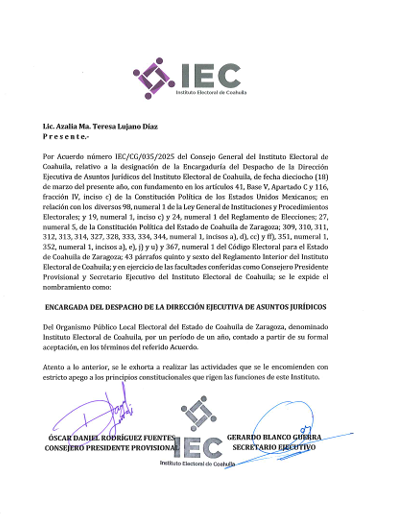 IEC
Instituto Electoral de Coahuila
Lic. Azalia Ma. Teresa Lujano Díaz
P r e s e n t e.-
Por Acuerdo número IEC/CG/035/2025 del Consejo General del Instituto Electoral de
Coahuila, relativo a la designación de la Encargaduría del Despacho de la Dirección
Ejecutiva de Asuntos Jurídicos del Instituto Electoral de Coahuila, de fecha dieciocho (18)
de marzo del presente año, con fundamento en los artículos 41, Base V, Apartado C y 116,
fracción IV, inciso c) de la Constitución Política de los Estados Unidos Mexicanos; en
relación con los diversos 98, numeral 1 de la Ley General de Instituciones y Procedimientos
Electorales; y 19, numeral 1, inciso c) y 24, numeral 1 del Reglamento de Elecciones; 27,
numeral 5, de la Constitución Política del Estado de Coahuila de Zaragoza; 309, 310, 311,
312, 313, 314, 327, 328, 333, 334, 344, numeral 1, incisos a), d), cc) y ff), 351, numeral 1,
352, numeral 1, incisos a), e), j) y u) y 367, numeral 1 del Código Electoral para el Estado
de Coahuila de Zaragoza; 43 párrafos quinto y sexto del Reglamento Interior del Instituto
Electoral de Coahuila; y en ejercicio de las facultades conferidas como Consejero Presidente
Provisional y Secretario Ejecutivo del Instituto Electoral de Coahuila; se le expide el
nombramiento como:
ENCARGADA DEL DESPACHO DE LA DIRECCIÓN EJECUTIVA DE ASUNTOS JURÍDICOS
Del Organismo Público Local Electoral del Estado de Coahuila de Zaragoza, denominado
Instituto Electoral de Coahuila, por un período de un año, contado a partir de su formal
aceptación, en los términos del referido Acuerdo.
Atento a lo anterior, se le exhorta a realizar las actividades que se le encomienden con
estricto apego a los principios constitucionales que rigen las funciones de este Instituto.
ÓSCAR DANIEL RODRÍGUEZ FUENTES
CONSEJERO PRESIDENTE PROVISIONAL
IEC
Instituto Electoral de Coahuila
GERARDO BLANCO GUERRA
SECRETARIO EJECUTIVO